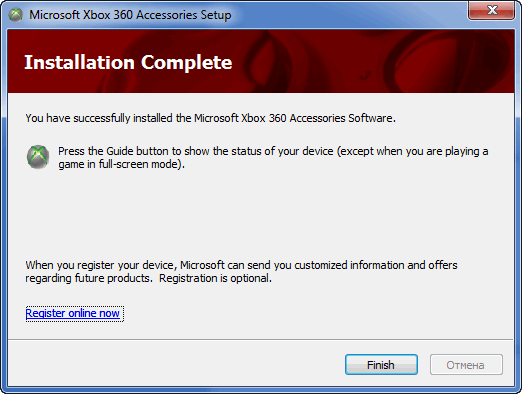 Microsoft Xbox 360 Accessories Setup
Installation Complete
You have successfully installed the Microsoft Xbox 360 Accessories Software.
Press the Guide button to show the status of your device (except when you are playing a
game in full-screen mode).
When you register your device, Microsoft can send you customized information and offers
regarding future products.  Registration is optional.
Register online now
Finish
Отмена